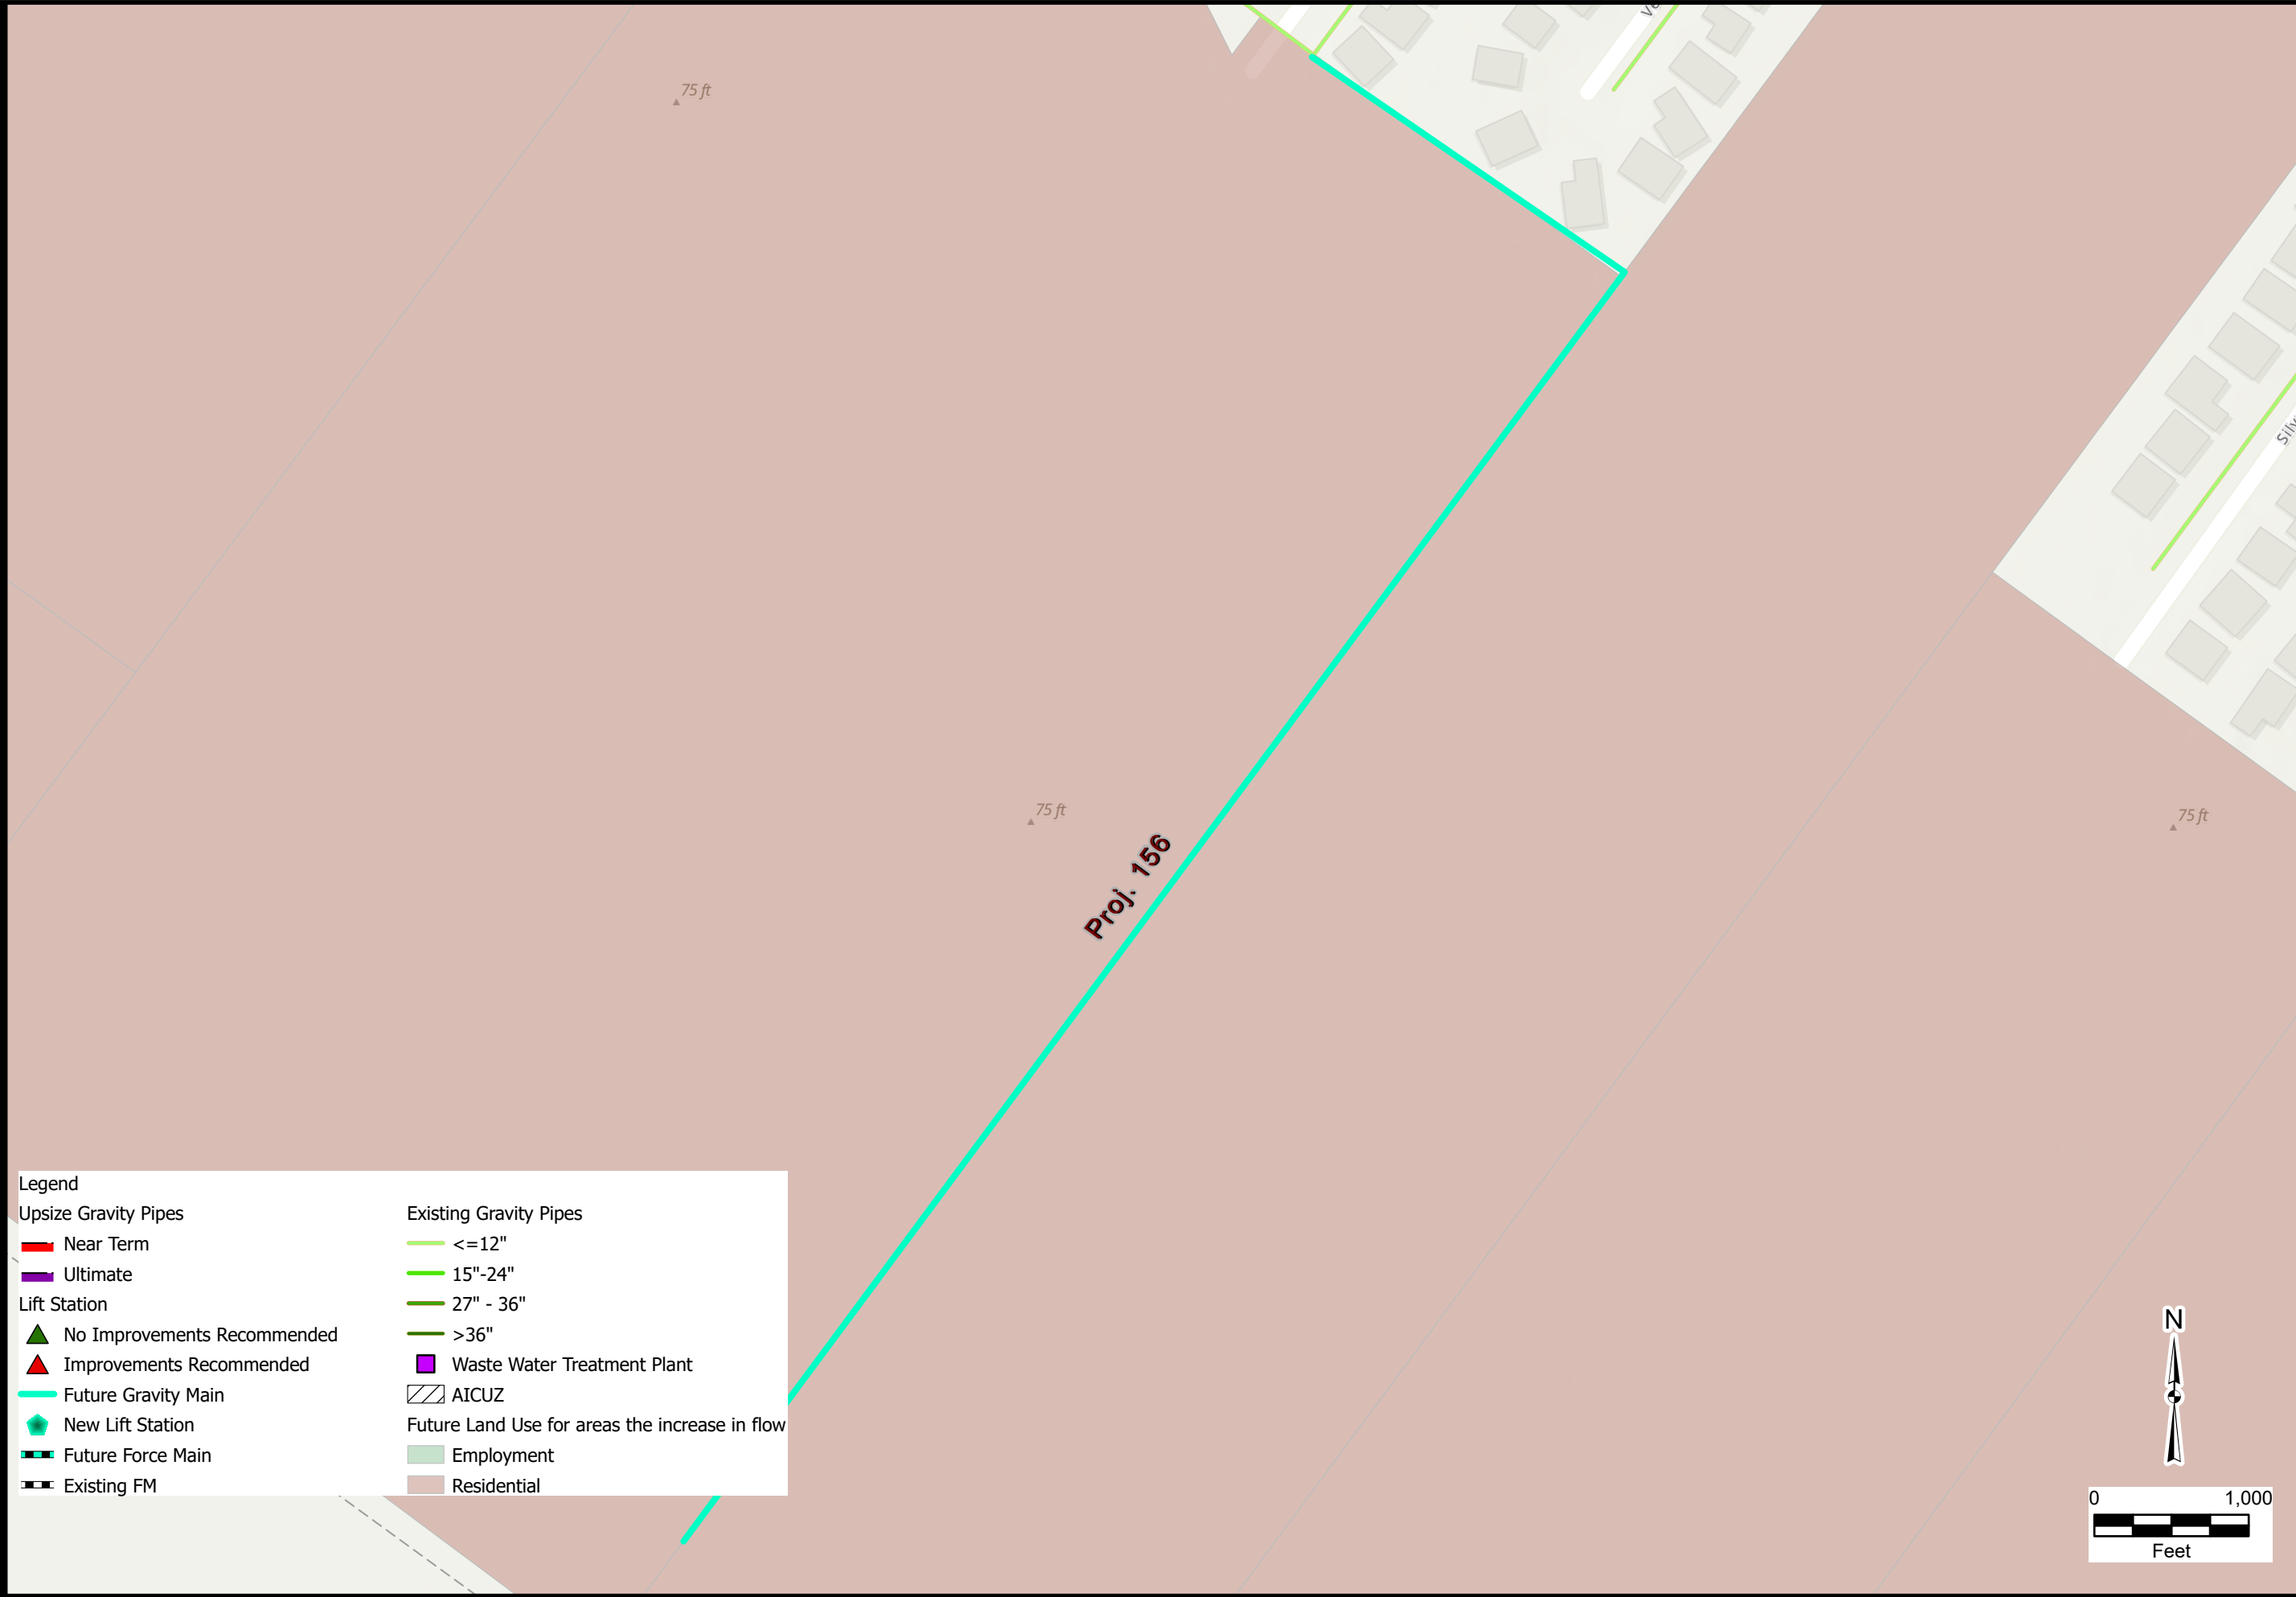 75 ft
75 ft
Proj. 156
75 ft
Legend
Upsize Gravity Pipes
Near Term
Ultimate
Lift Station
No Improvements Recommended
Improvements Recommended
Future Gravity Main
New Lift Station
Future Force Main
Existing FM
Existing Gravity Pipes
<=12"
15"-24"
27" - 36"
>36"
Waste Water Treatment Plant
AICUZ
Future Land Use for areas the increase in flow
Employment
Residential
N
0 1,000
Feet